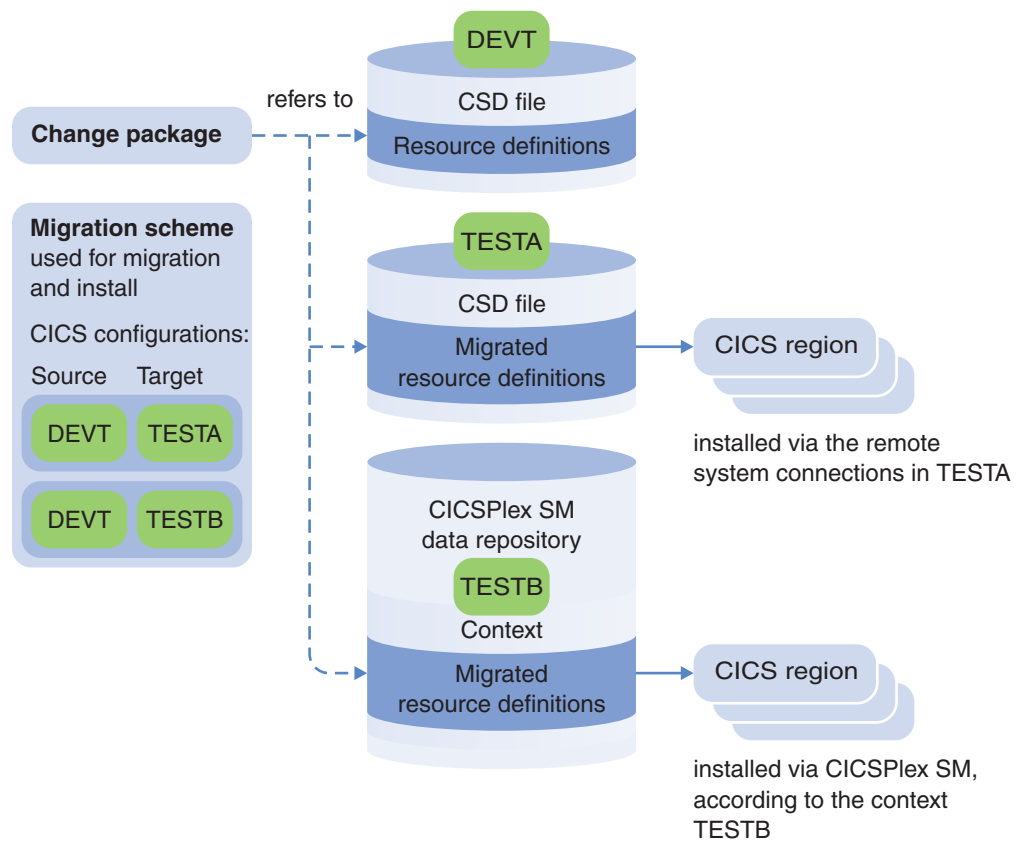 DEVT
refers to
CSD file
Change package
Resource definitions
Migration scheme
used for migration
and install
CICS configurations:
Source Target
DEVT TESTA
DEVT TESTB
TESTA
CSD file
Migrated
resource definitions
CICS region
installed via the remote
system connections in TESTA
CICSPlex SM
data repository
TESTB
Context
Migrated
resource definitions
CICS region
installed via CICSPlex SM,
according to the context
TESTB